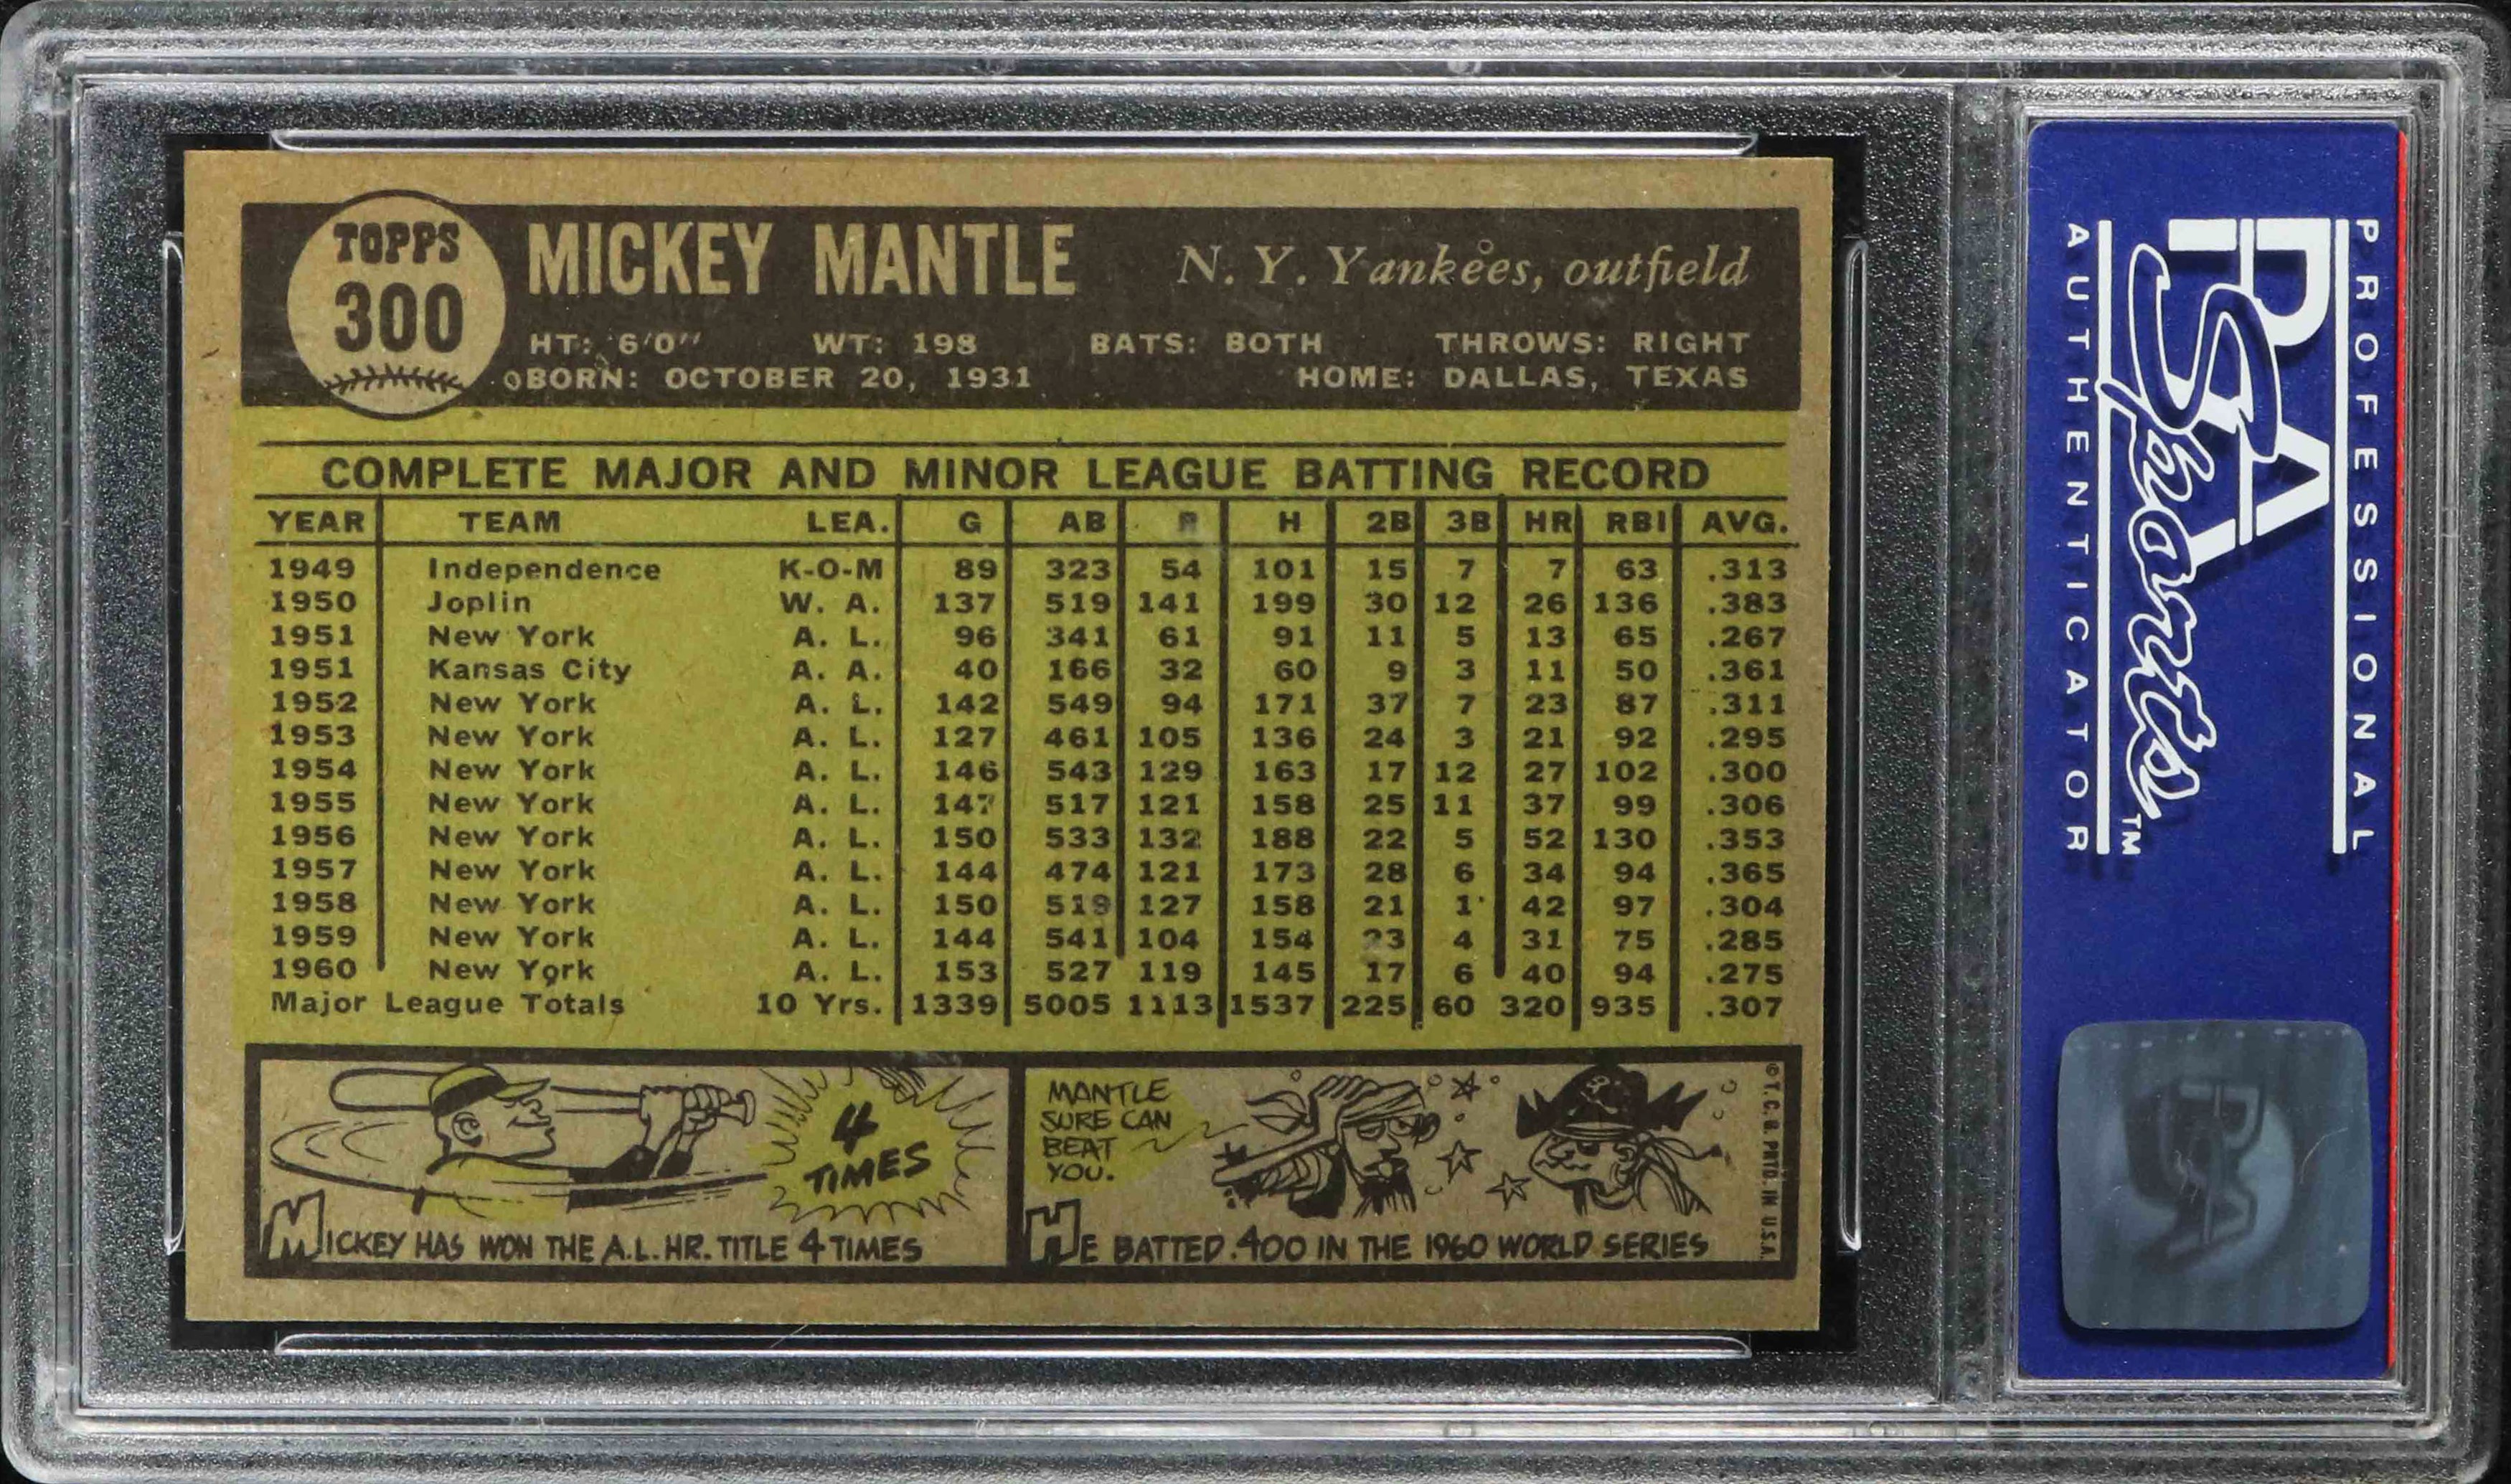 TOPPS
300
MICKEY MANTLE
N. Y. Yankees, outfield
HT: 6'0" WT: 198 BATS: BOTH THROWS: RIGHT
BORN: OCTOBER 20, 1931 HOME: DALLAS, TEXAS
COMPLETE MAJOR AND MINOR LEAGUE BATTING RECORD
YEAR TEAM LEA. G AB R H 2B 3B HR RBI AVG.
1949 Independence K-O-M 89 323 54 101 15 7 7 63 .313
1950 Joplin W. A. 137 519 141 199 30 12 26 136 .383
1951 New York A. L. 96 341 61 91 11 5 13 65 .267
1951 Kansas City A. A. 40 166 32 60 9 3 11 50 .361
1952 New York A. L. 142 549 94 171 37 7 23 87 .311
1953 New York A. L. 127 461 105 136 24 3 21 92 .295
1954 New York A. L. 146 543 129 163 17 12 27 102 .300
1955 New York A. L. 147 517 121 158 25 11 37 99 .306
1956 New York A. L. 150 533 132 188 22 5 52 130 .353
1957 New York A. L. 144 474 121 173 28 6 34 94 .365
1958 New York A. L. 150 519 127 158 21 1 42 97 .304
1959 New York A. L. 144 541 104 154 23 4 31 75 .285
1960 New York A. L. 153 527 119 145 17 6 40 94 .275
Major League Totals 10 Yrs. 1339 5005 1113 1537 225 60 320 935 .307
4
TIMES
MICKEY HAS WON THE A.L. HR. TITLE 4 TIMES
MANTLE
SURE CAN
BEAT
YOU.
HE BATTED .400 IN THE 1960 WORLD SERIES
© T. C. G. PRTD. IN U.S.A.
PROFESSIONAL
PSA
Sports™
AUTHENTICATOR
PSA